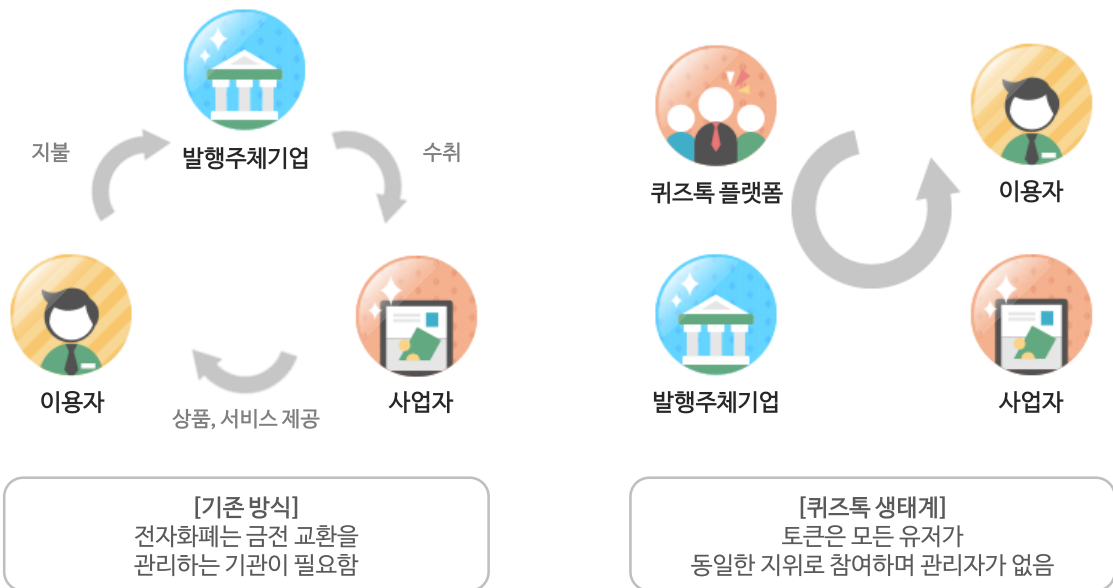 지불
발행주체기업
수취
이용자
사업자
상품, 서비스 제공
[기존 방식]
전자화폐는 금전 교환을
관리하는 기관이 필요함
퀴즈톡 플랫폼
이용자
발행주체기업
사업자
[퀴즈톡 생태계]
토큰은 모든 유저가
동일한 지위로 참여하며 관리자가 없음